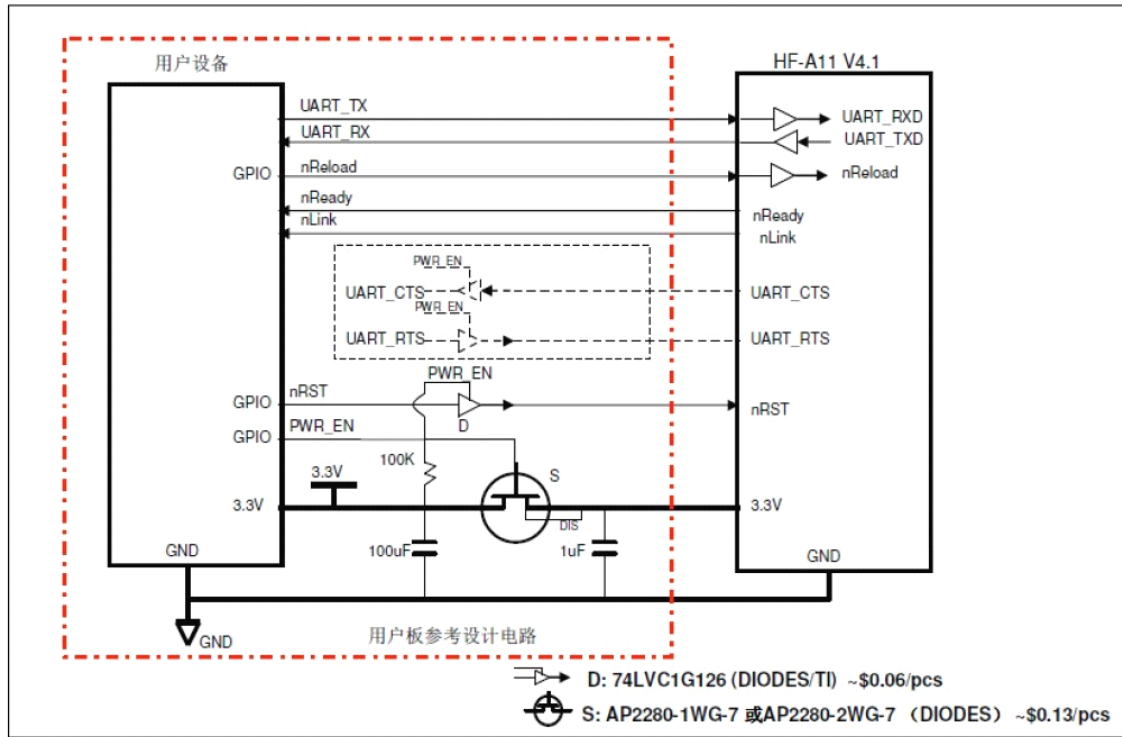 用户设备
HF-A11 V4.1
UART_TX
UART_RXD
UART_RX
UART_TXD
GPIO
nReload
nReload
nReady
nReady
nLink
nLink
PWR_EN
UART_CTS
UART_CTS
PWR_EN
UART_RTS
UART_RTS
PWR_EN
GPIO
nRST
nRST
D
GPIO
PWR_EN
100K
S
3.3V
3.3V
3.3V
DIS
GND
100uF
1uF
GND
GND
用户板参考设计电路
D: 74LVC1G126 (DIODES/TI) ~$0.06/pcs
S: AP2280-1WG-7 或AP2280-2WG-7 （DIODES）~$0.13/pcs